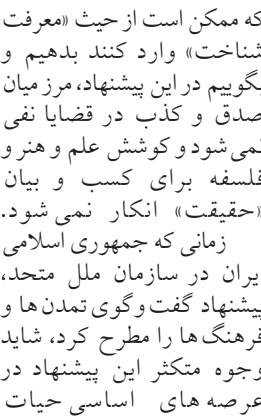 که ممکن است از حیث «معرفت
شناخت» وارد کنند بدهیم و
بگوییم در این پیشنهاد، مرز میان
صدق و کذب در قضایا نفی
نمی‌شود و کوشش علم و هنر و
فلسفه برای کسب و بیان
«حقیقت» انکار نمی‌شود.
زمانی که جمهوری اسلامی
ایران در سازمان ملل متحد،
پیشنهاد گفت‌وگوی تمدن‌ها و
فرهنگ‌ها را مطرح کرد، شاید
وجوه متکثر این پیشنهاد در
عرصه‌های اساسی حیات